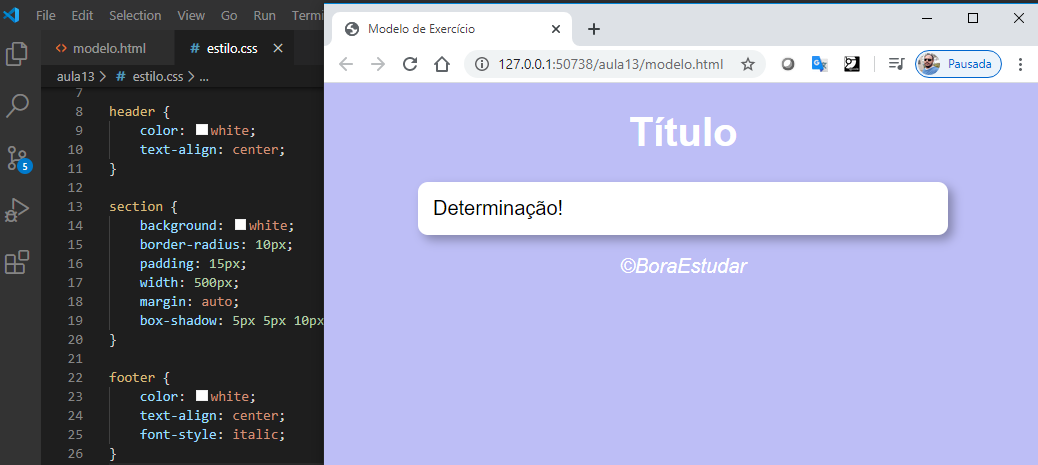 File Edit Selection View Go Run Termi
modelo.html
# estilo.css
aula13 > # estilo.css > ...
7
8 header {
9 color: white;
10 text-align: center;
11 }
12
13 section {
14 background: white;
15 border-radius: 10px;
16 padding: 15px;
17 width: 500px;
18 margin: auto;
19 box-shadow: 5px 5px 10px
20 }
21
22 footer {
23 color: white;
24 text-align: center;
25 font-style: italic;
26 }
5
Modelo de Exercício
127.0.0.1:50738/aula13/modelo.html
Pausada
Título
Determinação!
©BoraEstudar